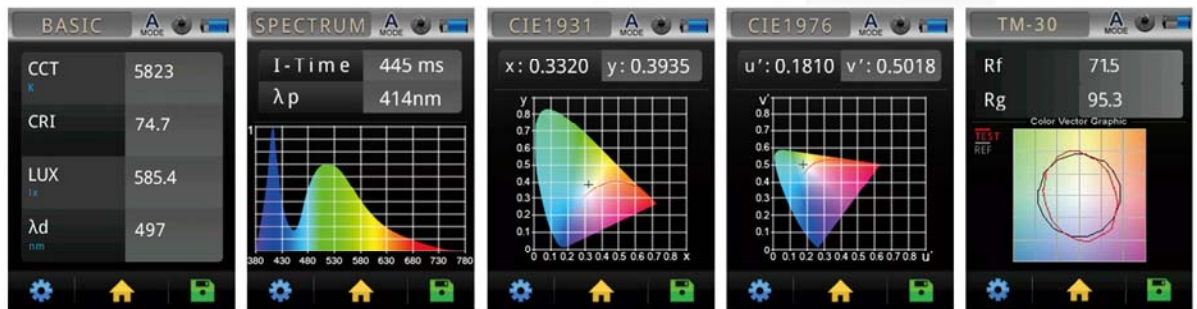 BASIC
A
MODE
CCT
K
5823
CRI
74.7
LUX
lx
585.4
λd
nm
497
SPECTRUM
A
MODE
I-Time 445 ms
λp 414nm
1
380 430 480 530 580 630 680 730 780
CIE1931
A
MODE
x: 0.3320 y: 0.3935
y
0.8
0.7
0.6
0.5
0.4
0.3
0.2
0.1
0
0 0.1 0.2 0.3 0.4 0.5 0.6 0.7 0.8 x
CIE1976
A
MODE
u': 0.1810 v': 0.5018
v'
0.8
0.7
0.6
0.5
0.4
0.3
0.2
0.1
0
0 0.1 0.2 0.3 0.4 0.5 0.6 0.7 0.8 u'
TM-30
A
MODE
Rf 71.5
Rg 95.3
Color Vector Graphic
TEST
REF